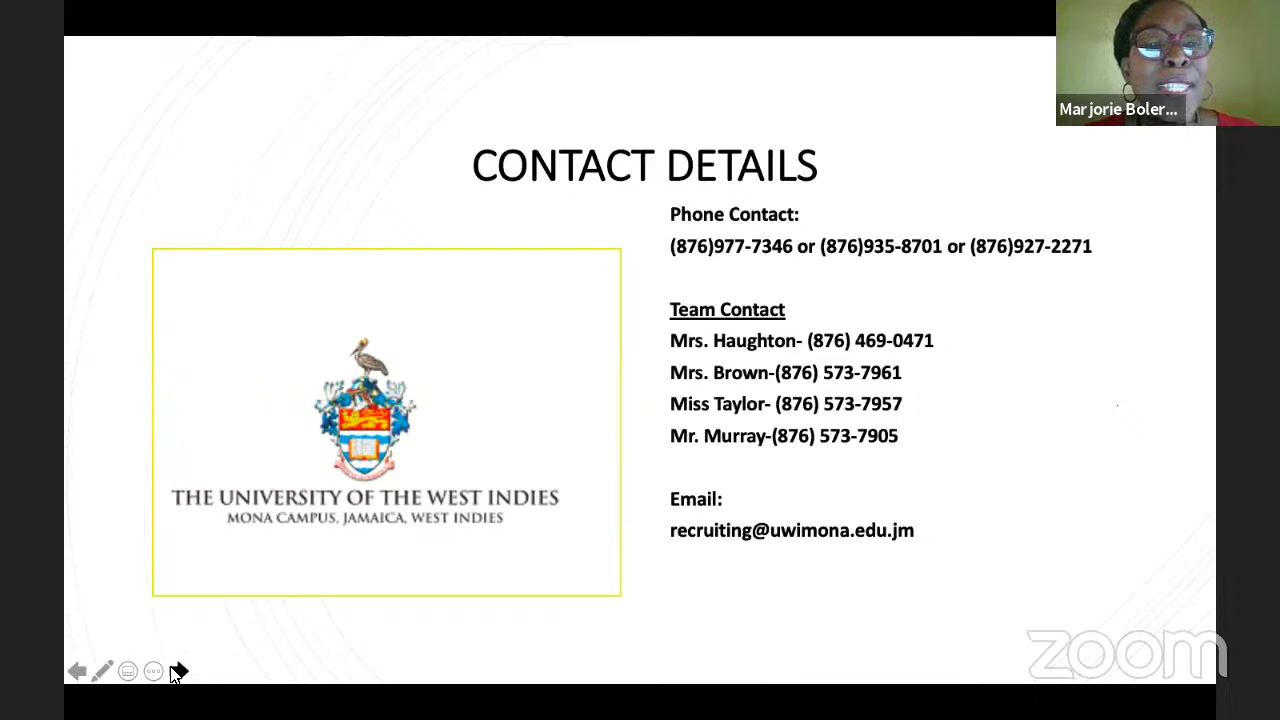 Marjorie Boler...
CONTACT DETAILS
Phone Contact:
(876)977-7346 or (876)935-8701 or (876)927-2271
Team Contact
Mrs. Haughton- (876) 469-0471
Mrs. Brown-(876) 573-7961
Miss Taylor- (876) 573-7957
Mr. Murray-(876) 573-7905
Email:
recruiting@uwimona.edu.jm
THE UNIVERSITY OF THE WEST INDIES
MONA CAMPUS, JAMAICA, WEST INDIES
zoom